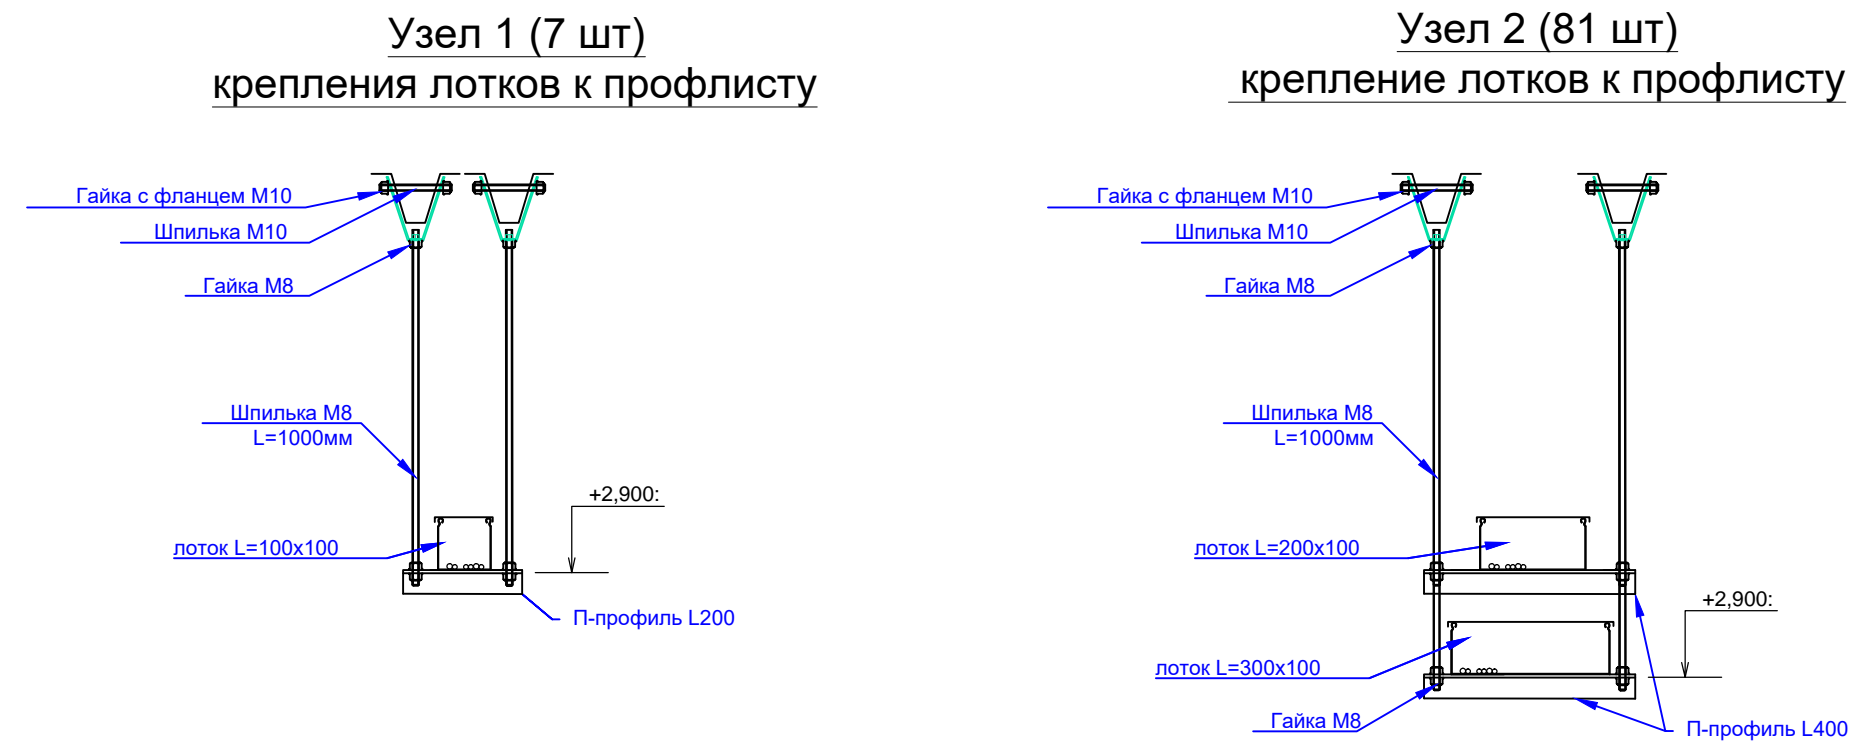 Узел 1 (7 шт)
крепления лотков к профлисту
Гайка с фланцем М10
Шпилька М10
Гайка М8
Шпилька М8
L=1000мм
+2,900:
лоток L=100х100
П-профиль L200
Узел 2 (81 шт)
крепление лотков к профлисту
Гайка с фланцем М10
Шпилька М10
Гайка М8
Шпилька М8
L=1000мм
лоток L=200х100
+2,900:
лоток L=300х100
Гайка М8
П-профиль L400